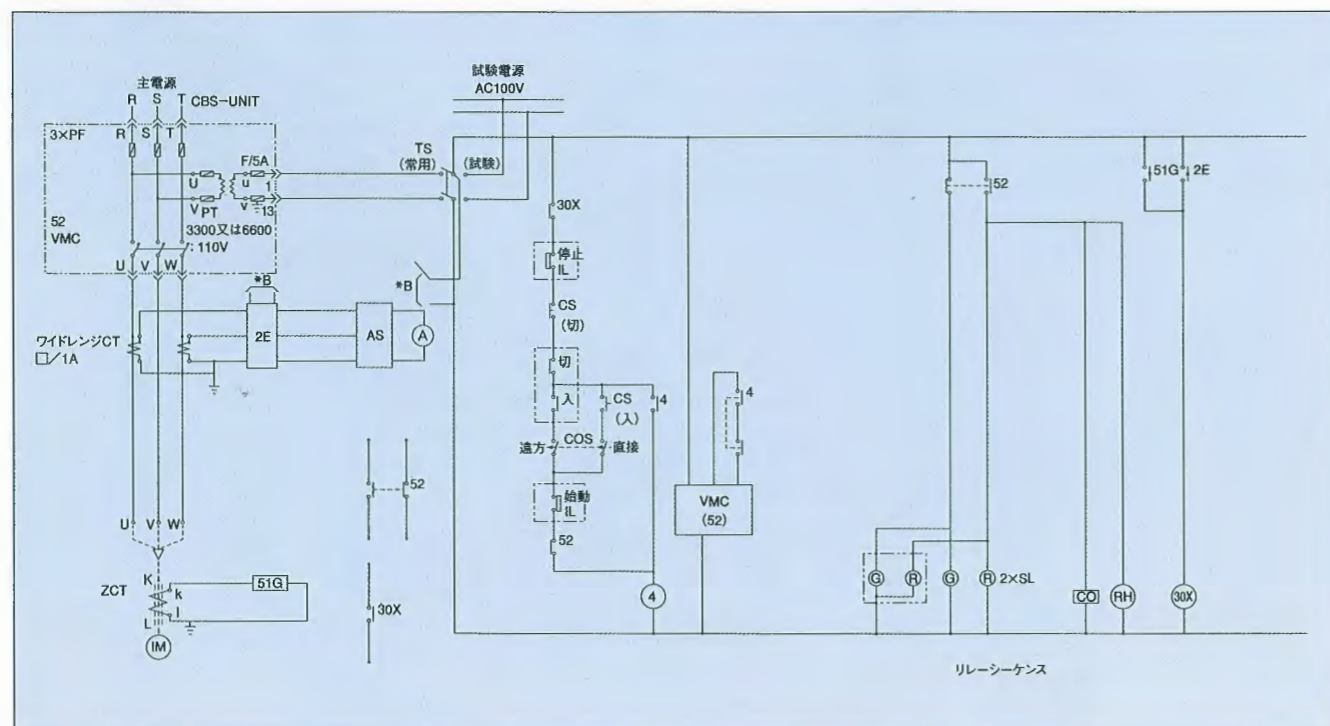 主電源
R S T CBS-UNIT
3×PF
R S T
F/5A
U u 1
V PT v 13
3300又は6600
: 110V
52
VMC
U V W
*B
2E
AS
A
ワイドレンジCT
□/1A
U V W
ZCT
K
k
l
L
51G
IM
試験電源
AC100V
TS
(常用)
(試験)
*B
52
30X
30X
停止
IL
CS
(切)
切
入
CS
(入)
4
遠方
COS
直接
始動
IL
52
4
4
VMC
(52)
52
G R G R 2×SL
CO
RH
51G
2E
30X
リレーシーケンス